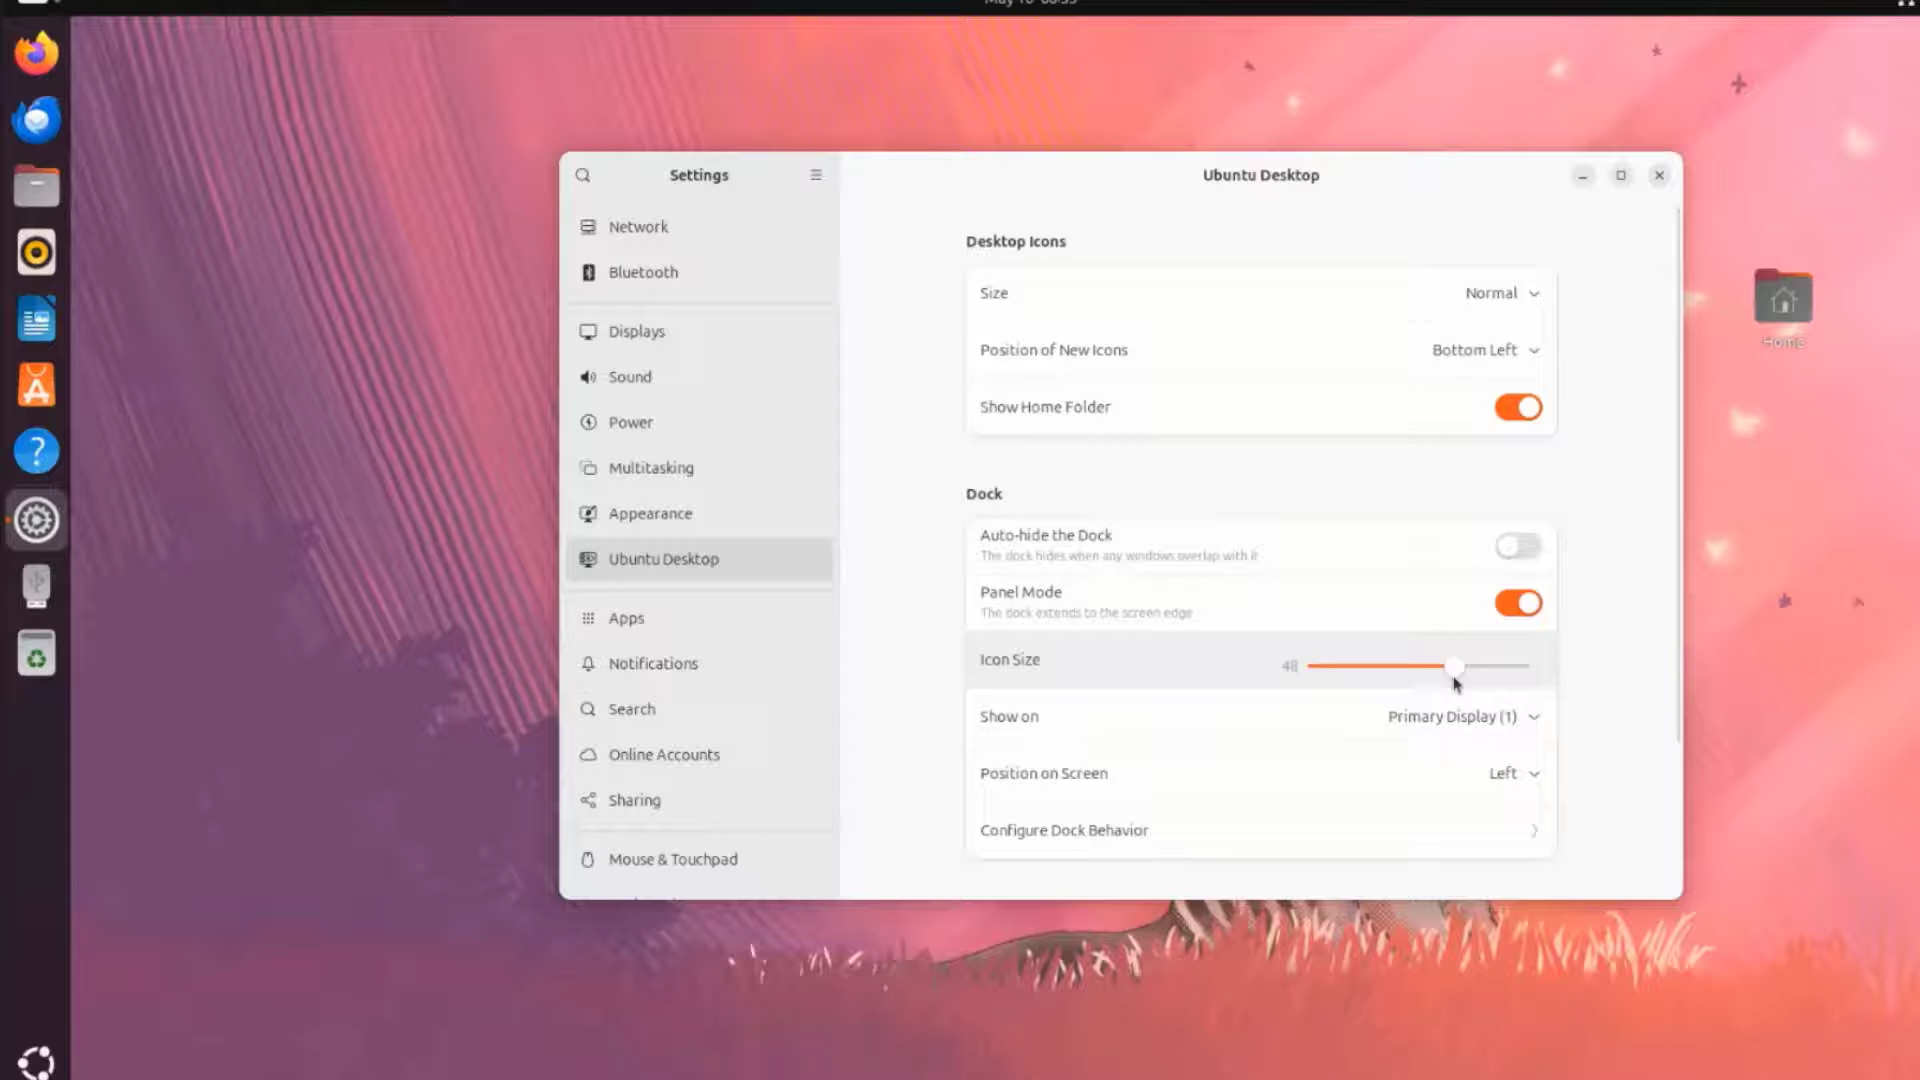 Settings
Ubuntu Desktop
Network
Bluetooth
Displays
Sound
Power
Multitasking
Appearance
Ubuntu Desktop
Apps
Notifications
Search
Online Accounts
Sharing
Mouse & Touchpad
Desktop Icons
Size
Normal
Position of New Icons
Bottom Left
Show Home Folder
Dock
Auto-hide the Dock
The dock hides when any windows overlap with it
Panel Mode
The dock extends to the screen edge
Icon Size
48
Show on
Primary Display (1)
Position on Screen
Left
Configure Dock Behavior
Home